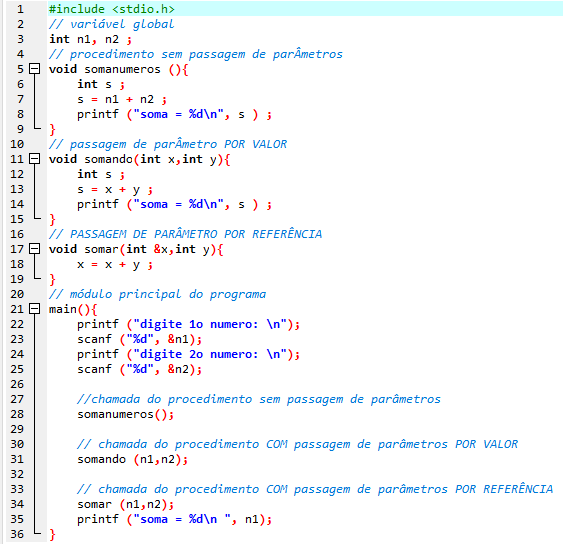 1 #include <stdio.h>
2 // variável global
3 int n1, n2 ;
4 // procedimento sem passagem de parÂmetros
5 void somanumeros (){
6 int s ;
7 s = n1 + n2 ;
8 printf ("soma = %d\n", s ) ;
9 }
10 // passagem de parÂmetro POR VALOR
11 void somando(int x,int y){
12 int s ;
13 s = x + y ;
14 printf ("soma = %d\n", s ) ;
15 }
16 // PASSAGEM DE PARÂMETRO POR REFERÊNCIA
17 void somar(int &x,int y){
18 x = x + y ;
19 }
20 // módulo principal do programa
21 main(){
22 printf ("digite 1o numero: \n");
23 scanf ("%d", &n1);
24 printf ("digite 2o numero: \n");
25 scanf ("%d", &n2);
26
27 //chamada do procedimento sem passagem de parâmetros
28 somanumeros();
29
30 // chamada do procedimento COM passagem de parâmetros POR VALOR
31 somando (n1,n2);
32
33 // chamada do procedimento COM passagem de parâmetros POR REFERÊNCIA
34 somar (n1,n2);
35 printf ("soma = %d\n ", n1);
36 }